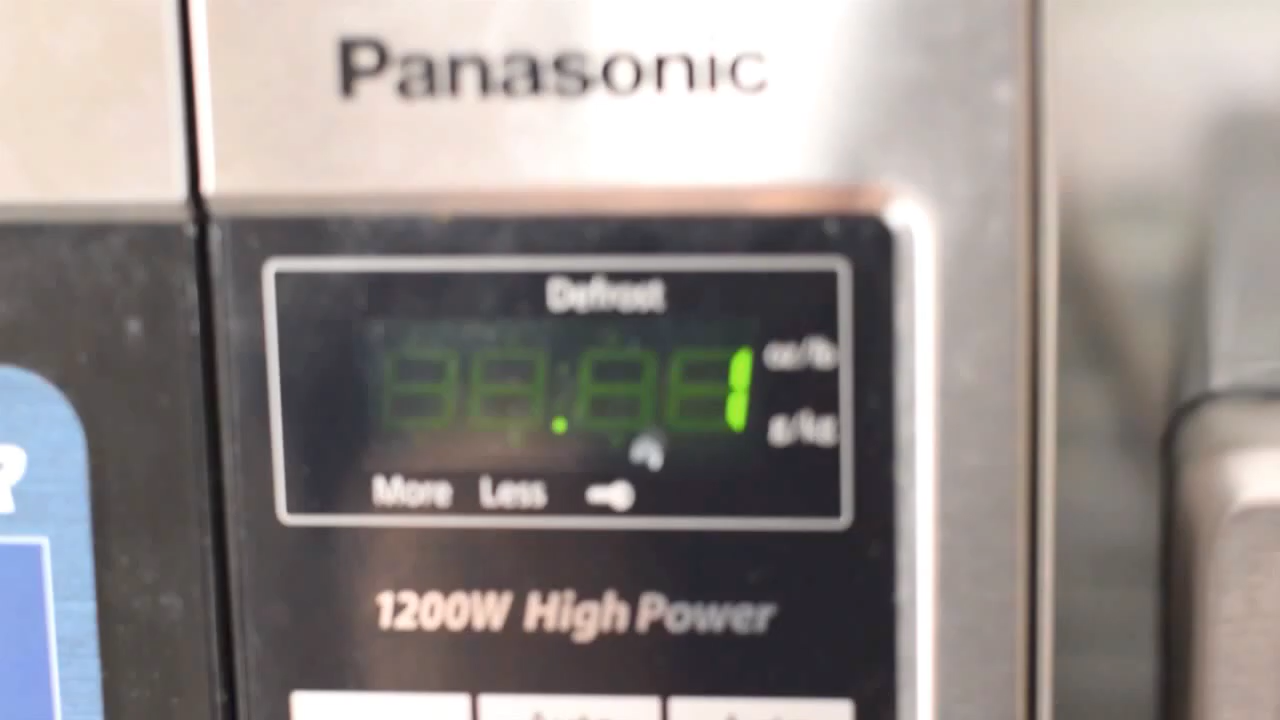 Panasonic
Defrost
.1
oz/lb
g/kg
More Less
1200W High Power